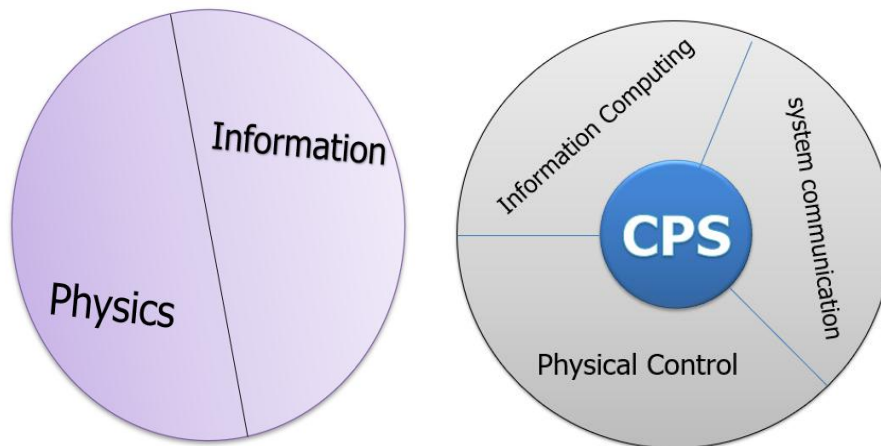 Information
Physics
Information Computing
system communication
CPS
Physical Control